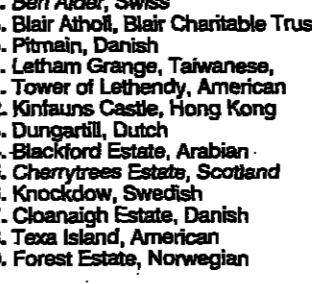 . Ben Alder, Swiss
. Blair Atholl, Blair Charitable Trus
. Pitmain, Danish
. Letham Grange, Taiwanese,
. Tower of Lethendy, American
. Kinfauns Castle, Hong Kong
. Dungartill, Dutch
. Blackford Estate, Arabian
. Cherrytrees Estate, Scotland
. Knockdow, Swedish
. Cloanaigh Estate, Danish
. Texa Island, American
. Forest Estate, Norwegian